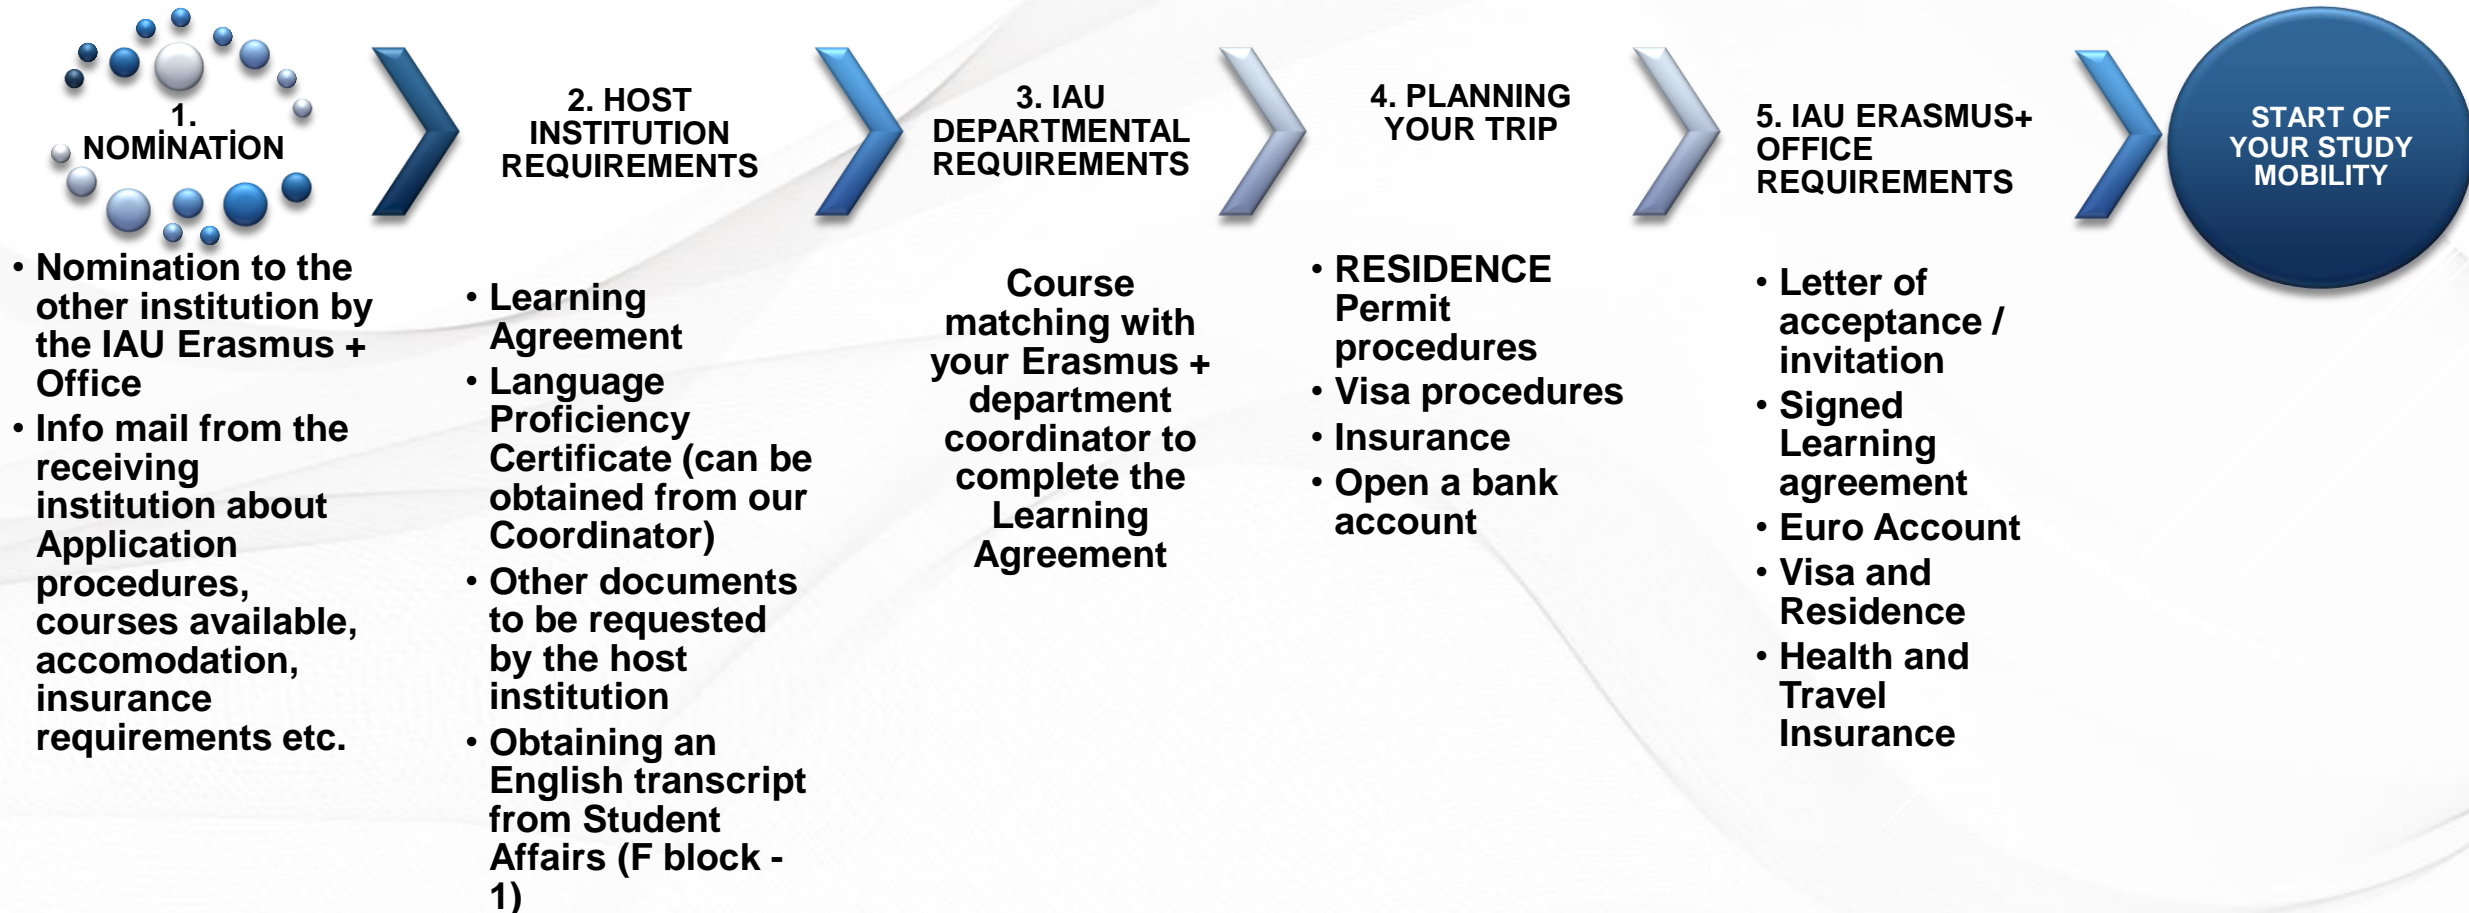 1.
NOMİNATİON
• Nomination to the
other institution by
the IAU Erasmus +
Office
• Info mail from the
receiving
institution about
Application
procedures,
courses available,
accomodation,
insurance
requirements etc.
2. HOST
INSTITUTION
REQUIREMENTS
• Learning
Agreement
• Language
Proficiency
Certificate (can be
obtained from our
Coordinator)
• Other documents
to be requested
by the host
institution
• Obtaining an
English transcript
from Student
Affairs (F block -
1)
3. IAU
DEPARTMENTAL
REQUIREMENTS
Course
matching with
your Erasmus +
department
coordinator to
complete the
Learning
Agreement
4. PLANNING
YOUR TRIP
• RESIDENCE
Permit
procedures
• Visa procedures
• Insurance
• Open a bank
account
5. IAU ERASMUS+
OFFICE
REQUIREMENTS
• Letter of
acceptance /
invitation
• Signed
Learning
agreement
• Euro Account
• Visa and
Residence
• Health and
Travel
Insurance
START OF
YOUR STUDY
MOBILITY